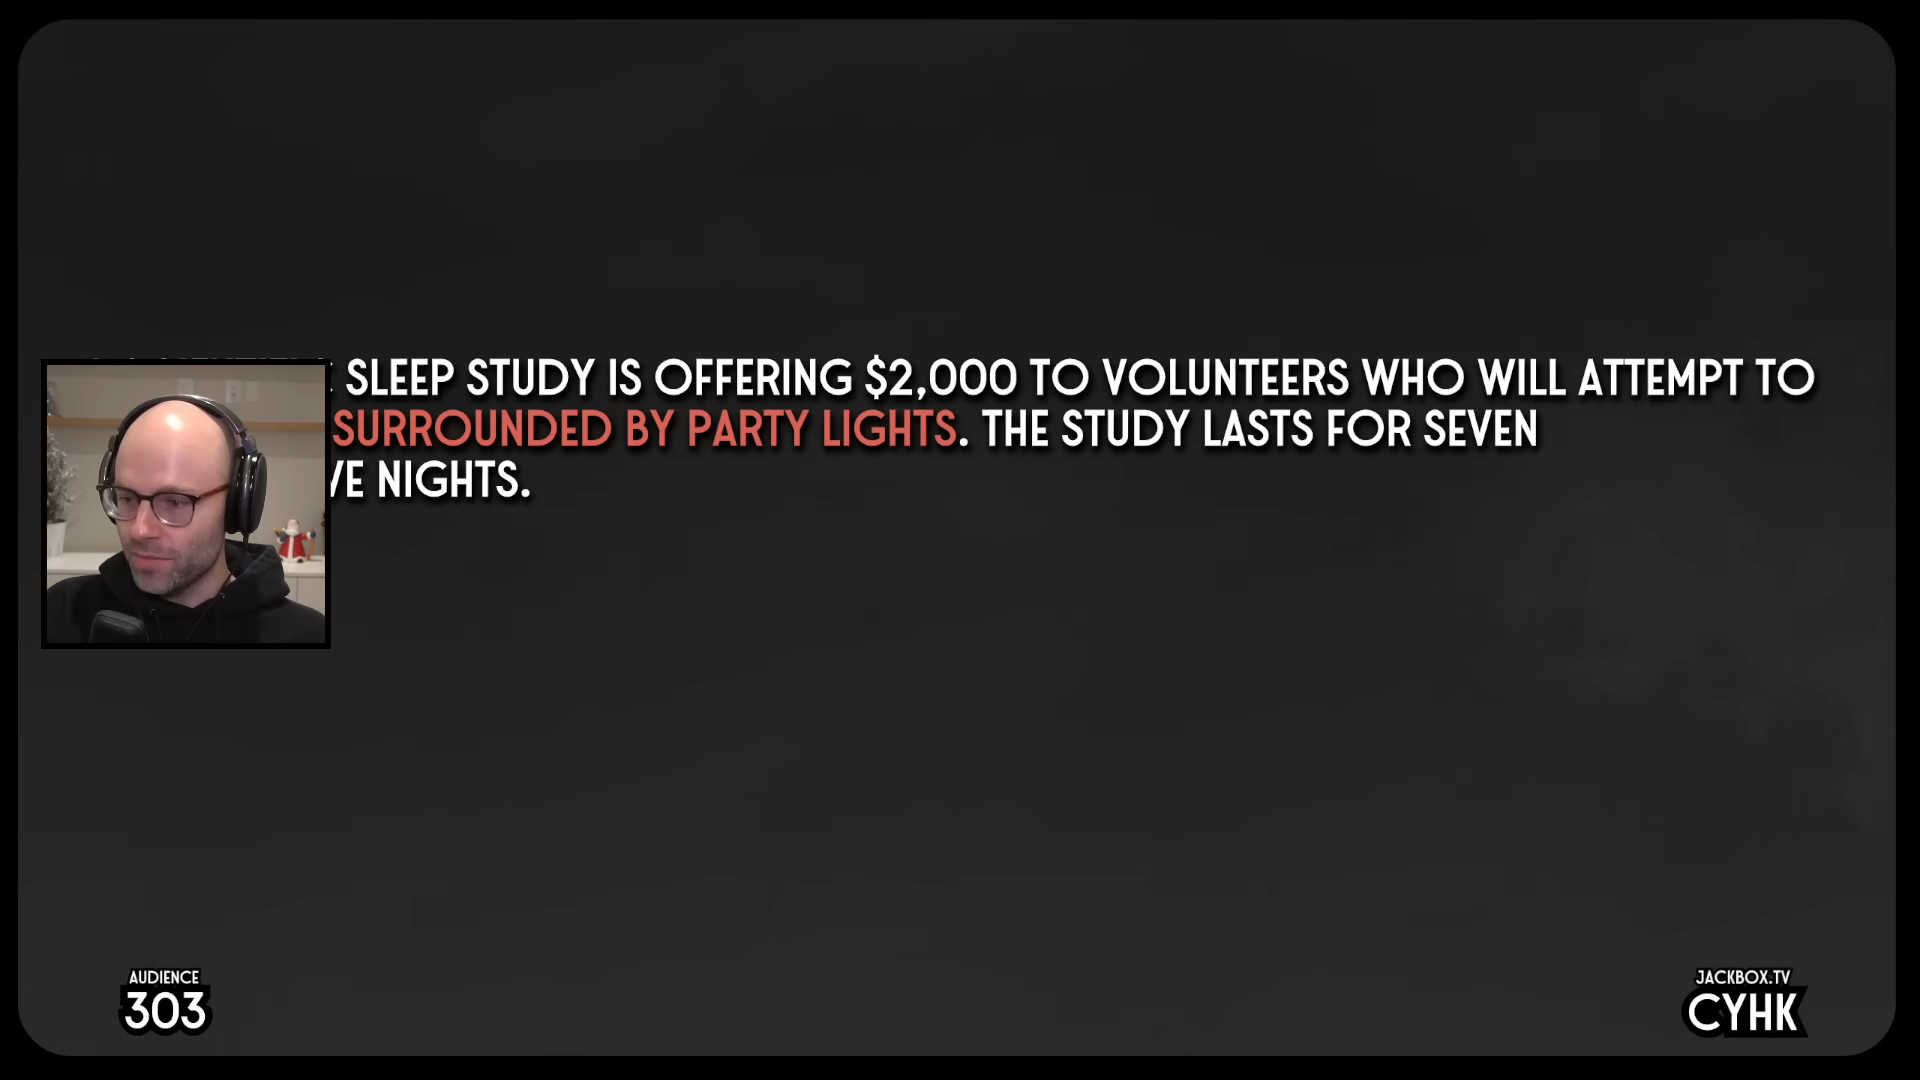 SLEEP STUDY IS OFFERING $2,000 TO VOLUNTEERS WHO WILL ATTEMPT TO
SURROUNDED BY PARTY LIGHTS. THE STUDY LASTS FOR SEVEN
VE NIGHTS.
AUDIENCE
303
JACKBOX.TV
CYHK